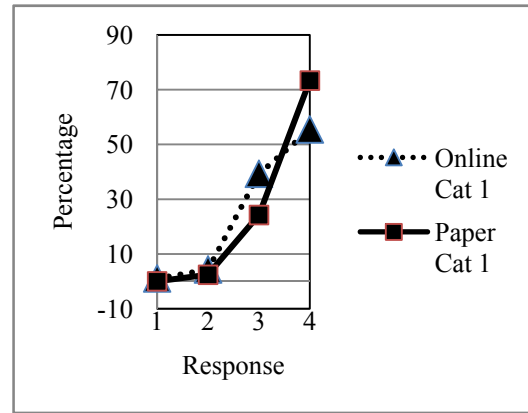 90
70
50
30
10
-10
Percentage
1 2 3 4
Response
Online
Cat 1
Paper
Cat 1